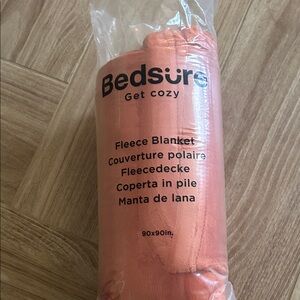 Bedsure
Get cozy
Fleece Blanket
Couverture polaire
Fleecedecke
Coperta in pile
Manta de lana
90x90in.